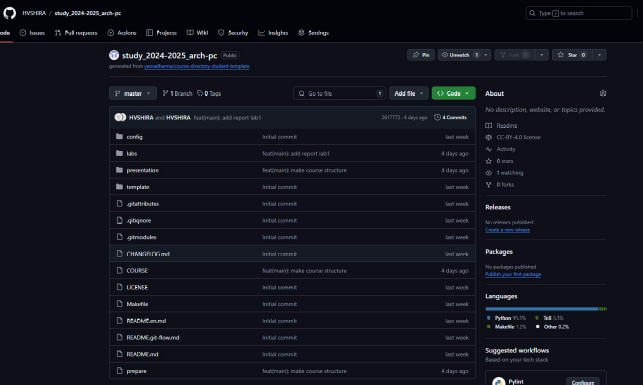 HVSHIRA / study_2024-2025_arch-pc
Type / to search
ode Issues Pull requests Actions Projects Wiki Security Insights Settings
study_2024-2025_arch-pc Public
Pin Unwatch 1 Fork Star 0
generated from yamadharma/course-directory-student-template
master 1 Branch 0 Tags Go to file t Add file Code
HVSHIRA and HVSHIRA feat(main): add report lab1 2617772 · 4 days ago 4 Commits
config Initial commit last week
labs feat(main): add report lab1 4 days ago
presentation feat(main): make course structure 4 days ago
template Initial commit last week
.gitattributes Initial commit last week
.gitignore Initial commit last week
.gitmodules Initial commit last week
CHANGELOG.md Initial commit last week
COURSE feat(main): make course structure 4 days ago
LICENSE Initial commit last week
Makefile Initial commit last week
README.en.md Initial commit last week
README.git-flow.md Initial commit last week
README.md Initial commit last week
prepare feat(main): make course structure 4 days ago
About
No description, website, or topics provided.
Readme
CC-BY-4.0 license
Activity
0 stars
1 watching
0 forks
Releases
No releases published
Create a new release
Packages
No packages published
Publish your first package
Languages
Python TeX
Makefile 1.2% Other 0.2%
Suggested workflows
Based on your tech stack
Pylint Configure